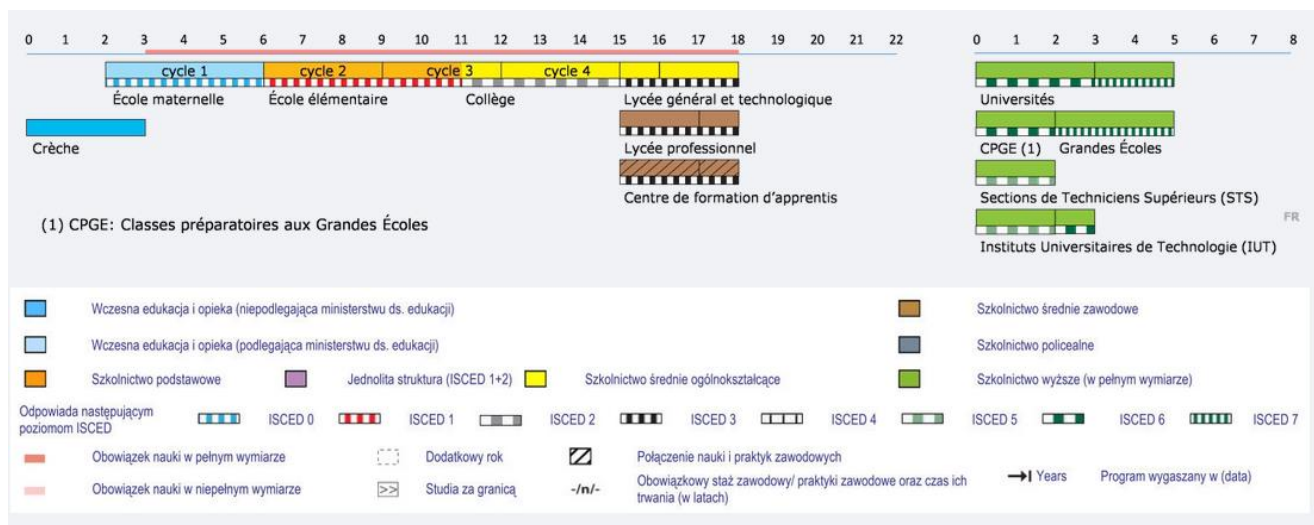 0 1 2 3 4 5 6 7 8 9 10 11 12 13 14 15 16 17 18 19 20 21 22 0 1 2 3 4 5 6 7 8
cycle 1 cycle 2 cycle 3 cycle 4
École maternelle École élémentaire Collège Lycée général et technologique Universités
Crèche Lycée professionnel CPGE (1) Grandes Écoles
Centre de formation d'apprentis Sections de Techniciens Supérieurs (STS)
(1) CPGE: Classes préparatoires aux Grandes Écoles FR
Instituts Universitaires de Technologie (IUT)
Wczesna edukacja i opieka (niepodlegająca ministerstwu ds. edukacji) Szkolnictwo średnie zawodowe
Wczesna edukacja i opieka (podlegająca ministerstwu ds. edukacji) Szkolnictwo policealne
Szkolnictwo podstawowe Jednolita struktura (ISCED 1+2) Szkolnictwo średnie ogólnokształcące Szkolnictwo wyższe (w pełnym wymiarze)
Odpowiada następującym
poziomom ISCED ISCED 0 ISCED 1 ISCED 2 ISCED 3 ISCED 4 ISCED 5 ISCED 6 ISCED 7
Obowiązek nauki w pełnym wymiarze Dodatkowy rok Połączenie nauki i praktyk zawodowych
Obowiązek nauki w niepełnym wymiarze >> Studia za granicą -/n/- Obowiązkowy staż zawodowy/ praktyki zawodowe oraz czas ich
trwania (w latach) Years Program wygaszany w (data)